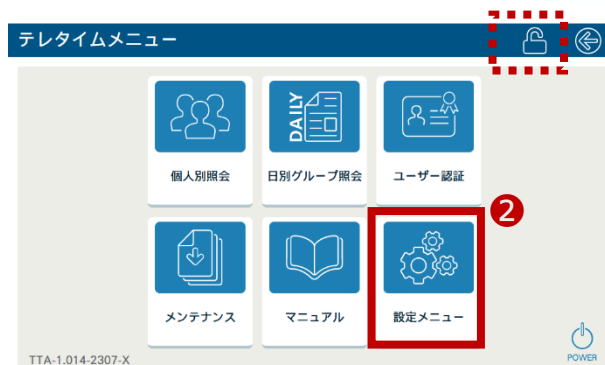 テレタイムメニュー
DAILY
個人別照会
日別グループ照会
ユーザー認証
2
メンテナンス
マニュアル
設定メニュー
TTA-1.014-2307-X
POWER